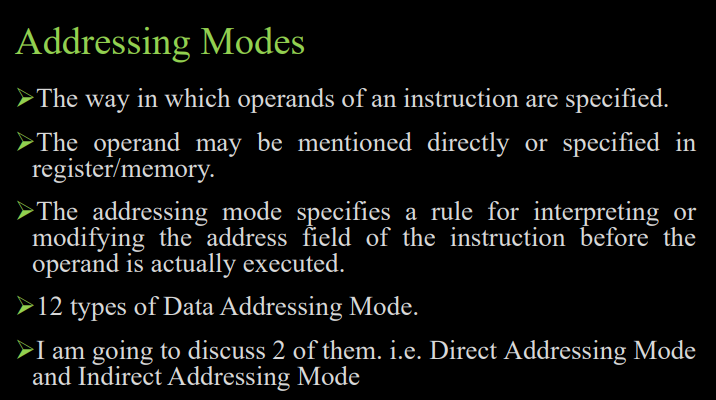 Addressing Modes
➢The way in which operands of an instruction are specified.
➢The operand may be mentioned directly or specified in
register/memory.
➢The addressing mode specifies a rule for interpreting or
modifying the address field of the instruction before the
operand is actually executed.
➢12 types of Data Addressing Mode.
➢I am going to discuss 2 of them. i.e. Direct Addressing Mode
and Indirect Addressing Mode